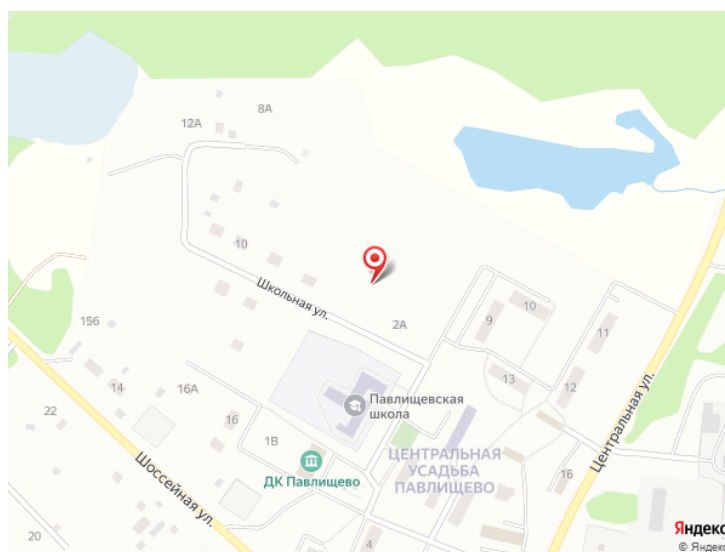 8А
12А
10
Школьная ул.
2А
9
10
11
12
13
Центральная ул.
15б
14
16А
16
22
1В
Павлищевская
школа
ЦЕНТРАЛЬНАЯ
УСАДЬБА
ПАВЛИЩЕВО
ДК Павлищево
Шоссейная ул.
16
20
4
Яндекс
© Яндекс